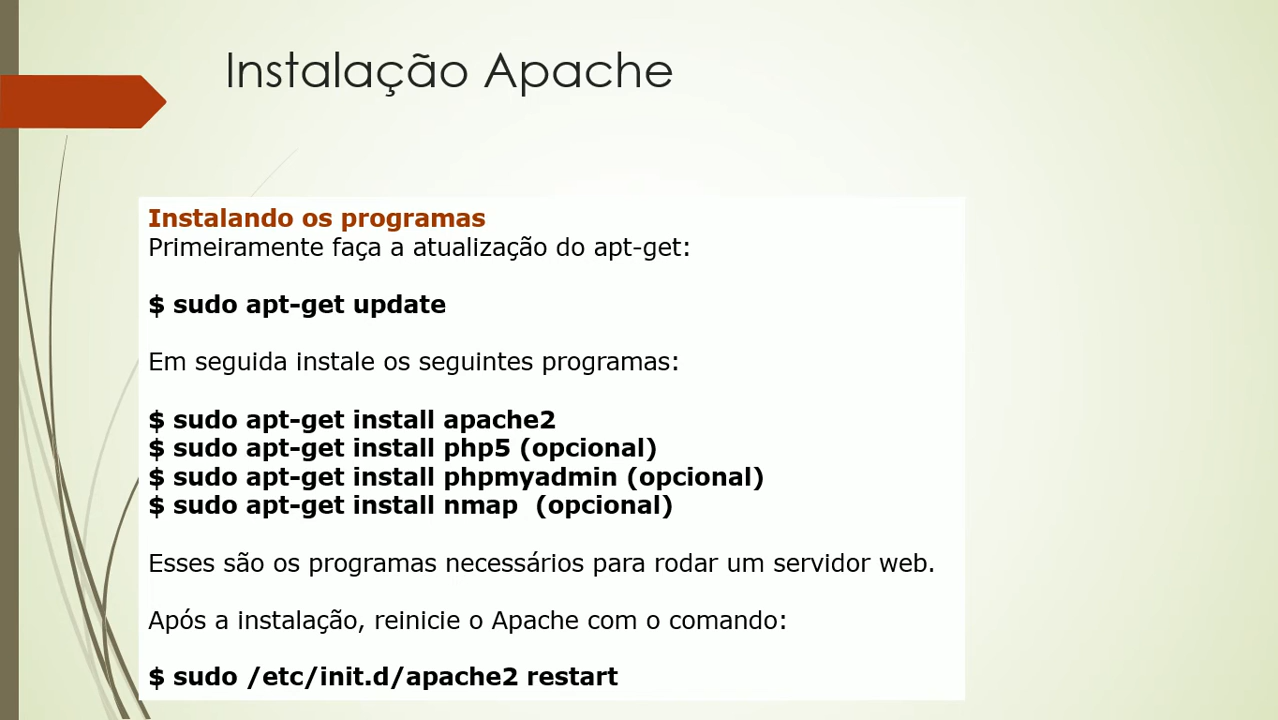 Instalação Apache
Instalando os programas
Primeiramente faça a atualização do apt-get:
$ sudo apt-get update
Em seguida instale os seguintes programas:
$ sudo apt-get install apache2
$ sudo apt-get install php5 (opcional)
$ sudo apt-get install phpmyadmin (opcional)
$ sudo apt-get install nmap  (opcional)
Esses são os programas necessários para rodar um servidor web.
Após a instalação, reinicie o Apache com o comando:
$ sudo /etc/init.d/apache2 restart